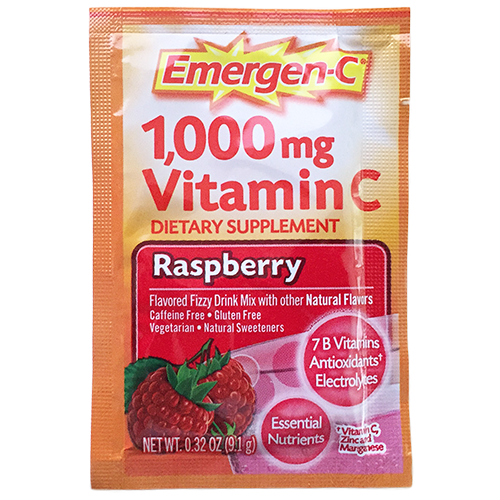 Emergen-C®
1,000 mg
Vitamin C
DIETARY SUPPLEMENT
Raspberry
Flavored Fizzy Drink Mix with other Natural Flavors
Caffeine Free • Gluten Free
Vegetarian • Natural Sweeteners
7 B Vitamins
Antioxidants†
Electrolytes
Essential
Nutrients
†Vitamin C,
Zinc and
Manganese
NET WT. 0.32 OZ (9.1 g)